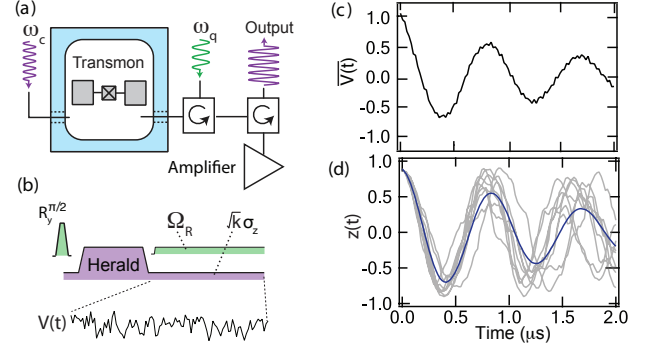 (a)
ω_c
Transmon
ω_q
Output
Amplifier
(b)
R_y^{π/2}
Ω_R
√k σ_z
Herald
V(t)
(c)
1.0
0.5
0.0
-0.5
-1.0
V̅(t)
(d)
1.0
0.5
0.0
-0.5
-1.0
z(t)
0.0 0.5 1.0 1.5 2.0
Time (μs)